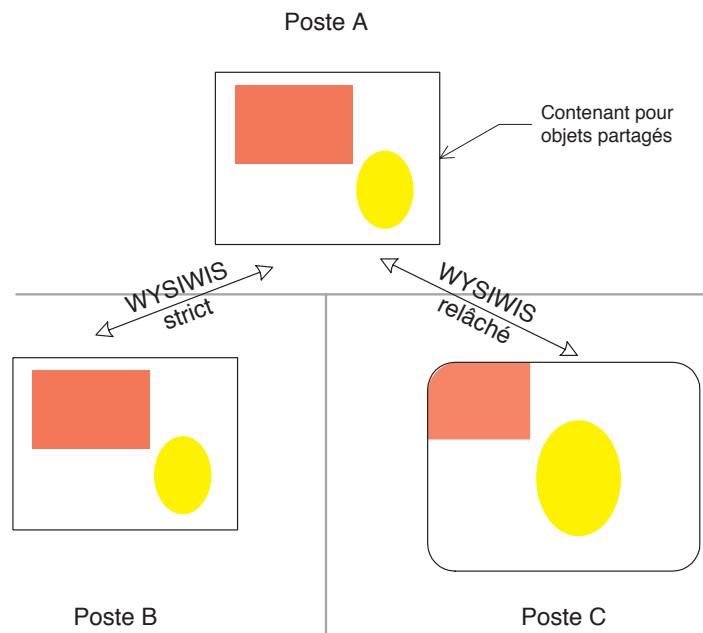 Poste A
Contenant pour
objets partagés
WYSIWIS
strict
WYSIWIS
relâché
Poste B
Poste C